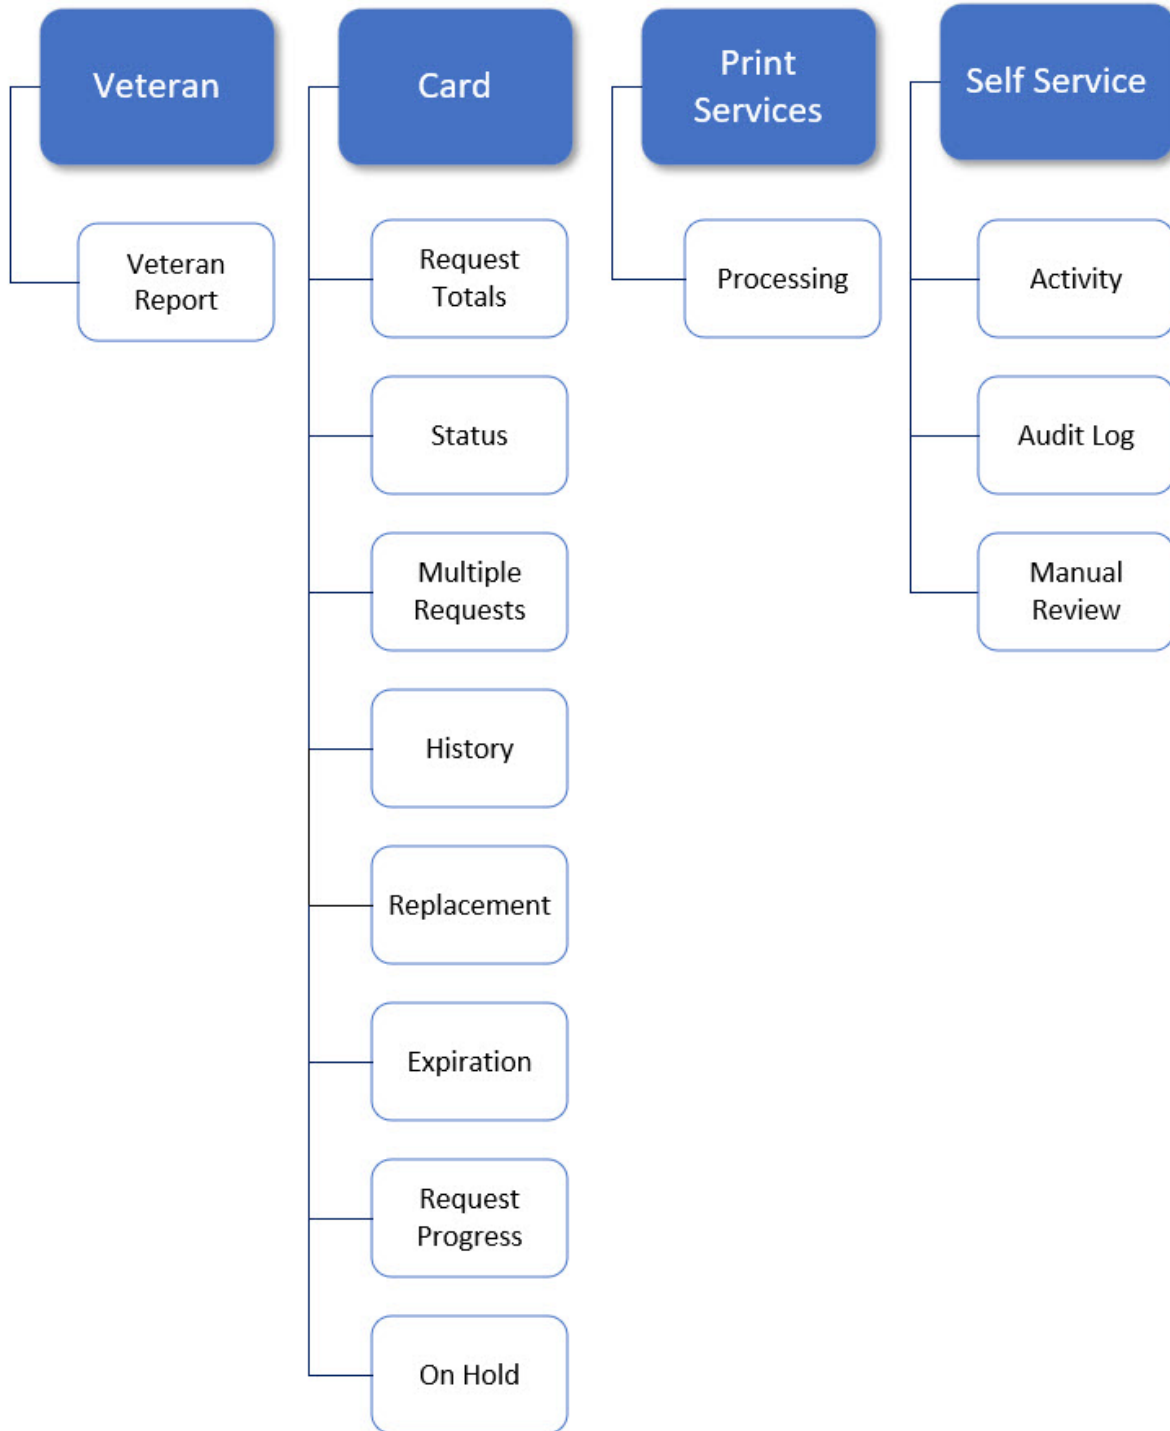 Veteran
Veteran
Report
Card
Request
Totals
Status
Multiple
Requests
History
Replacement
Expiration
Request
Progress
On Hold
Print
Services
Processing
Self Service
Activity
Audit Log
Manual
Review